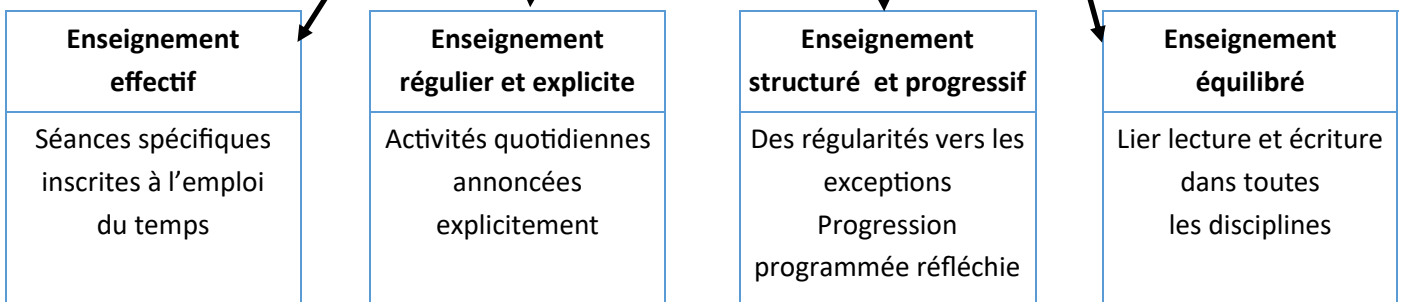 Enseignement
effectif
Séances spécifiques
inscrites à l’emploi
du temps
Enseignement
régulier et explicite
Activités quotidiennes
annoncées
explicitement
Enseignement
structuré  et progressif
Des régularités vers les
exceptions
Progression
programmée réfléchie
Enseignement
équilibré
Lier lecture et écriture
dans toutes
les disciplines